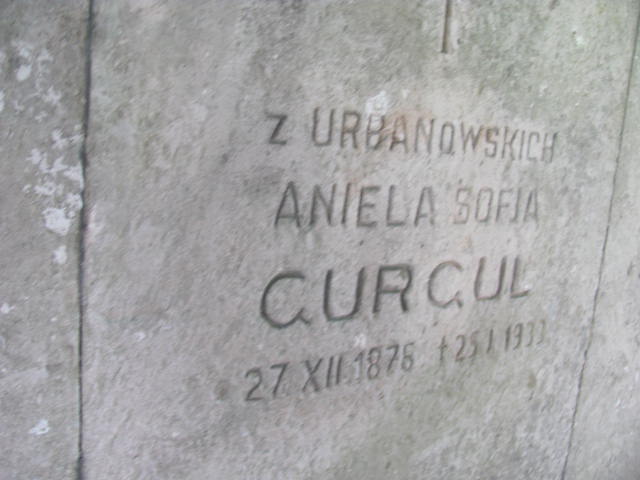 Z URBANOWSKICH
ANIELA SOFJA
GURGUL
27 XII 1876 † 25 I